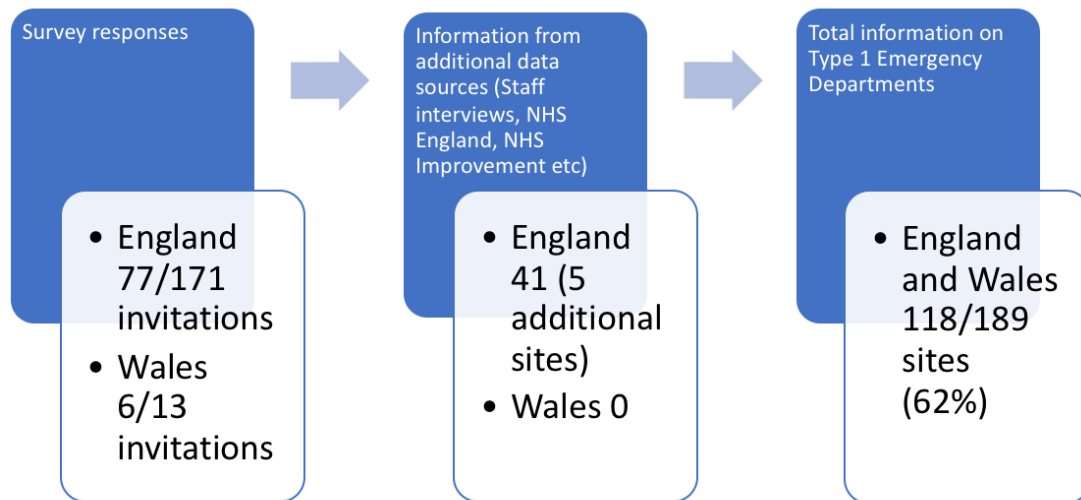 Survey responses
• England
77/171
invitations
• Wales
6/13
invitations
Information from
additional data
sources (Staff
interviews, NHS
England, NHS
Improvement etc)
• England
41 (5
additional
sites)
• Wales 0
Total information on
Type 1 Emergency
Departments
• England
and Wales
118/189
sites
(62%)